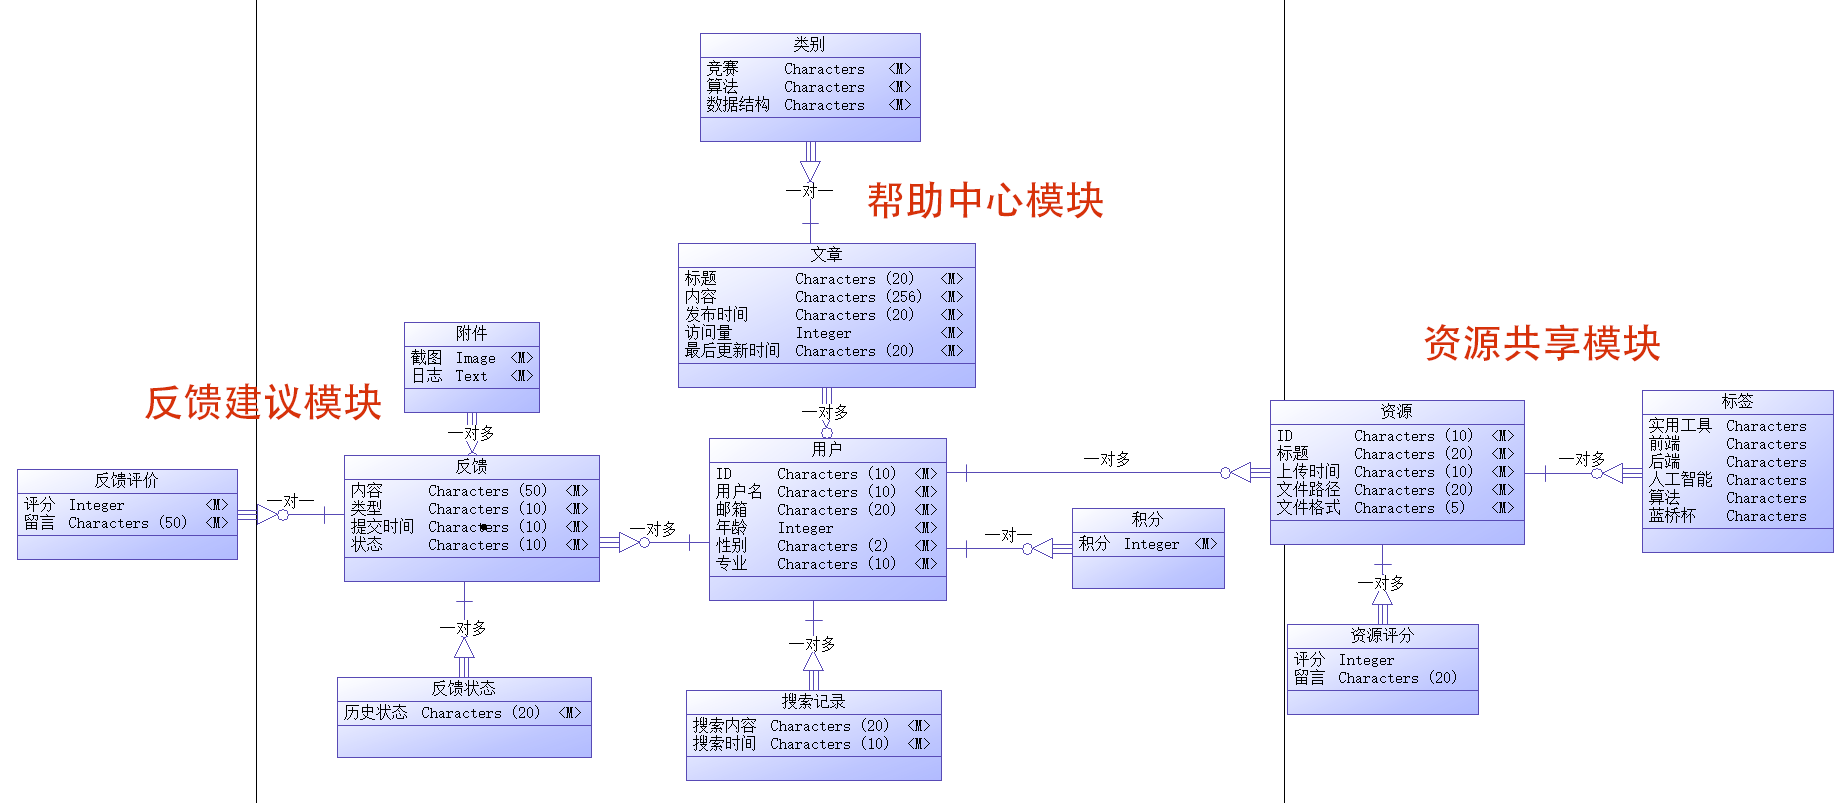 类别
竞赛 Characters <M>
算法 Characters <M>
数据结构 Characters <M>
一对一
帮助中心模块
文章
标题 Characters (20) <M>
内容 Characters (256) <M>
发布时间 Characters (20) <M>
访问量 Integer <M>
最后更新时间 Characters (20) <M>
一对多
附件
截图 Image <M>
日志 Text <M>
一对多
反馈建议模块
反馈评价
评分 Integer <M>
留言 Characters (50) <M>
一对一
反馈
内容 Characters (50) <M>
类型 Characters (10) <M>
提交时间 Characters (10) <M>
状态 Characters (10) <M>
一对多
反馈状态
历史状态 Characters (20) <M>
一对多
用户
ID Characters (10) <M>
用户名 Characters (10) <M>
邮箱 Characters (20) <M>
年龄 Integer <M>
性别 Characters (2) <M>
专业 Characters (10) <M>
一对多
搜索记录
搜索内容 Characters (20) <M>
搜索时间 Characters (10) <M>
一对多
一对一
积分
积分 Integer <M>
资源共享模块
资源
ID Characters (10) <M>
标题 Characters (20) <M>
上传时间 Characters (10) <M>
文件路径 Characters (20) <M>
文件格式 Characters (5) <M>
一对多
标签
实用工具 Characters
前端 Characters
后端 Characters
人工智能 Characters
算法 Characters
蓝桥杯 Characters
一对多
资源评分
评分 Integer
留言 Characters (20)